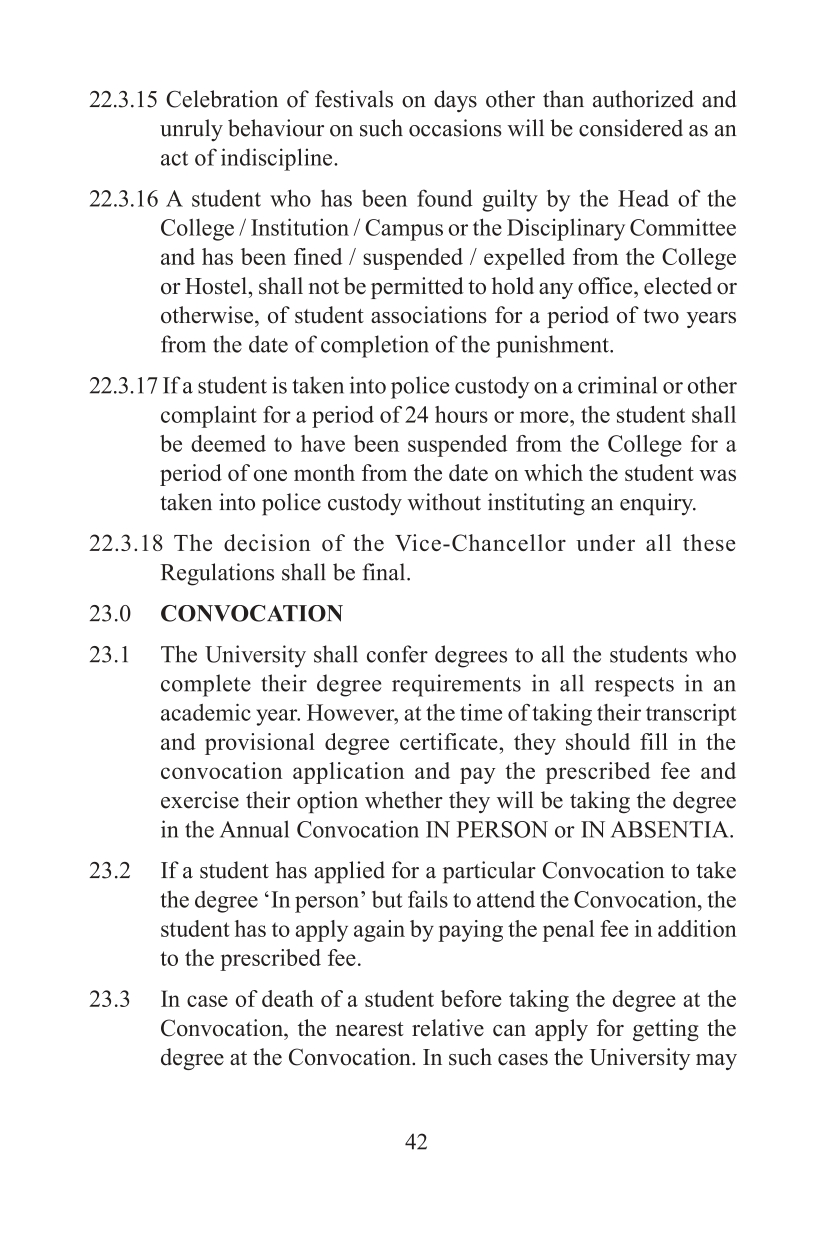 22.3.15 Celebration of festivals on days other than authorized and
unruly behaviour on such occasions will be considered as an
act of indiscipline.
22.3.16 A student who has been found guilty by the Head of the
College / Institution / Campus or the Disciplinary Committee
and has been fined / suspended / expelled from the College
or Hostel, shall not be permitted to hold any office, elected or
otherwise, of student associations for a period of two years
from the date of completion of the punishment.
22.3.17 If a student is taken into police custody on a criminal or other
complaint for a period of 24 hours or more, the student shall
be deemed to have been suspended from the College for a
period of one month from the date on which the student was
taken into police custody without instituting an enquiry.
22.3.18 The decision of the Vice-Chancellor under all these
Regulations shall be final.
23.0 CONVOCATION
23.1 The University shall confer degrees to all the students who
complete their degree requirements in all respects in an
academic year. However, at the time of taking their transcript
and provisional degree certificate, they should fill in the
convocation application and pay the prescribed fee and
exercise their option whether they will be taking the degree
in the Annual Convocation IN PERSON or IN ABSENTIA.
23.2 If a student has applied for a particular Convocation to take
the degree ‘In person’ but fails to attend the Convocation, the
student has to apply again by paying the penal fee in addition
to the prescribed fee.
23.3 In case of death of a student before taking the degree at the
Convocation, the nearest relative can apply for getting the
degree at the Convocation. In such cases the University may
42